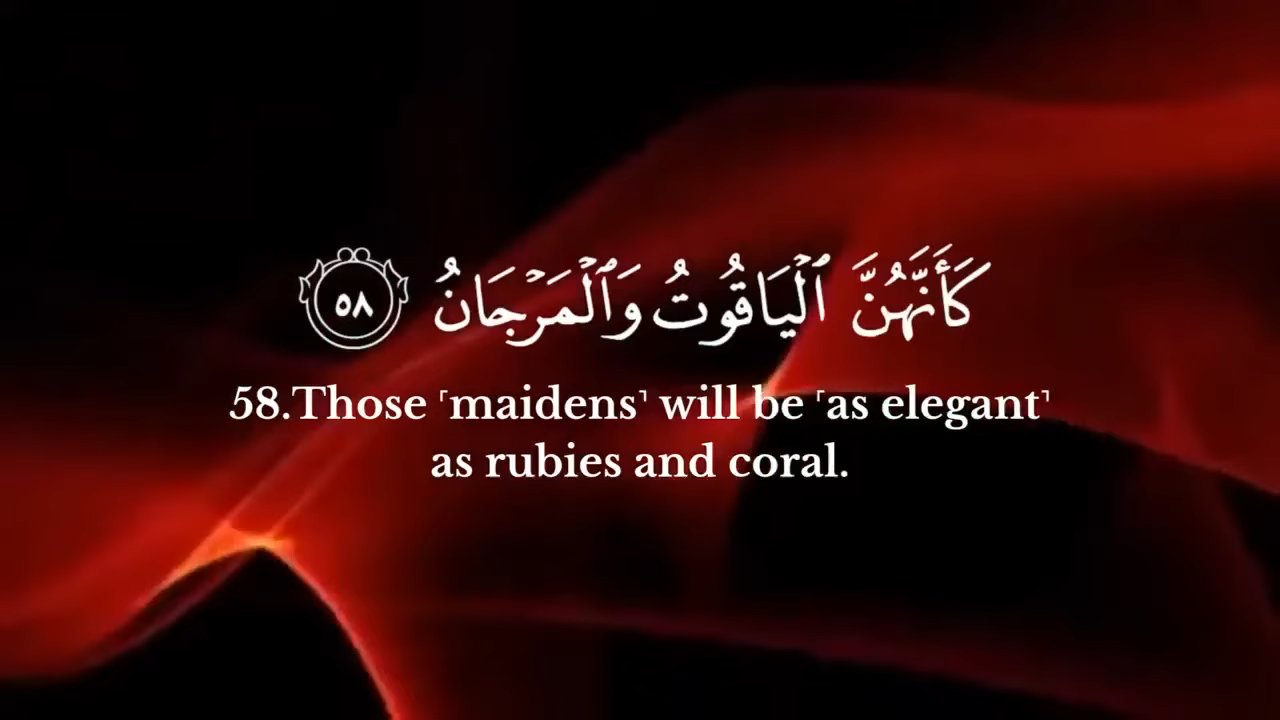 كَأَنَّهُنَّ ٱلْيَاقُوتُ وَٱلْمَرْجَانُ ٥٨
58.Those ⸢maidens⸣ will be ⸢as elegant⸣
as rubies and coral.